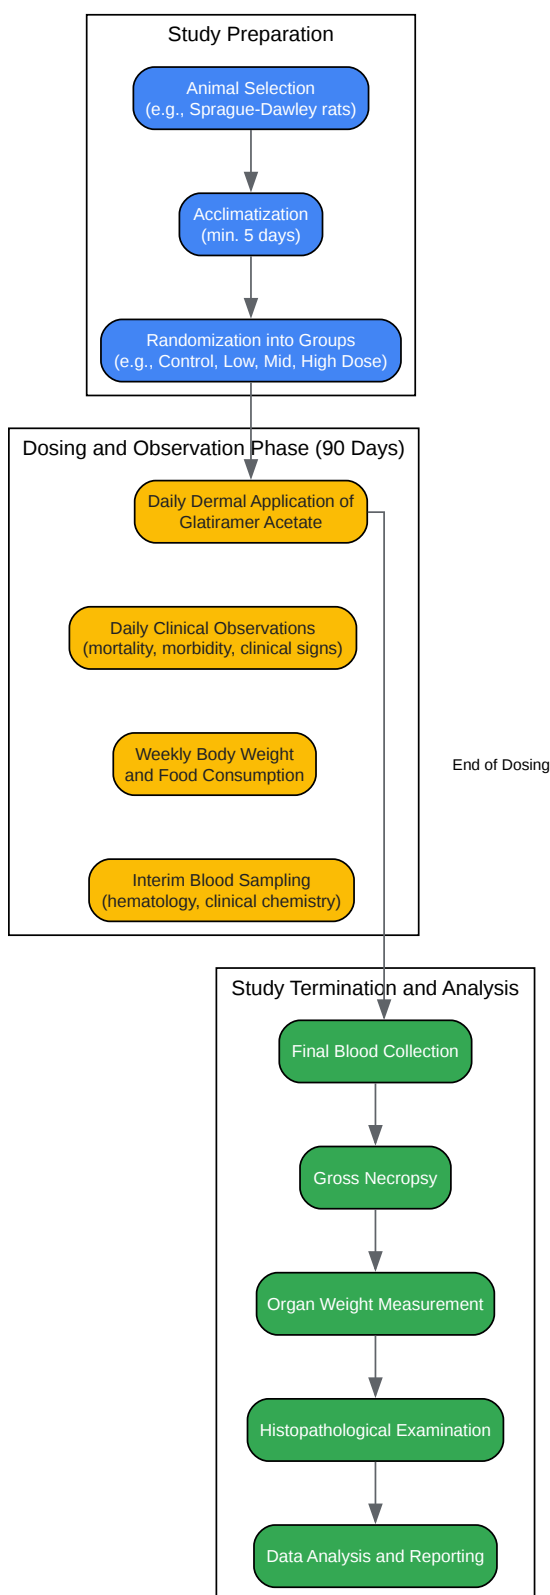 Study Preparation
Animal Selection
(e.g., Sprague-Dawley rats)
Acclimatization
(min. 5 days)
Randomization into Groups
(e.g., Control, Low, Mid, High Dose)
Dosing and Observation Phase (90 Days)
Daily Dermal Application of
Glatiramer Acetate
Daily Clinical Observations
(mortality, morbidity, clinical signs)
Weekly Body Weight
and Food Consumption
End of Dosing
Interim Blood Sampling
(hematology, clinical chemistry)
Study Termination and Analysis
Final Blood Collection
Gross Necropsy
Organ Weight Measurement
Histopathological Examination
Data Analysis and Reporting